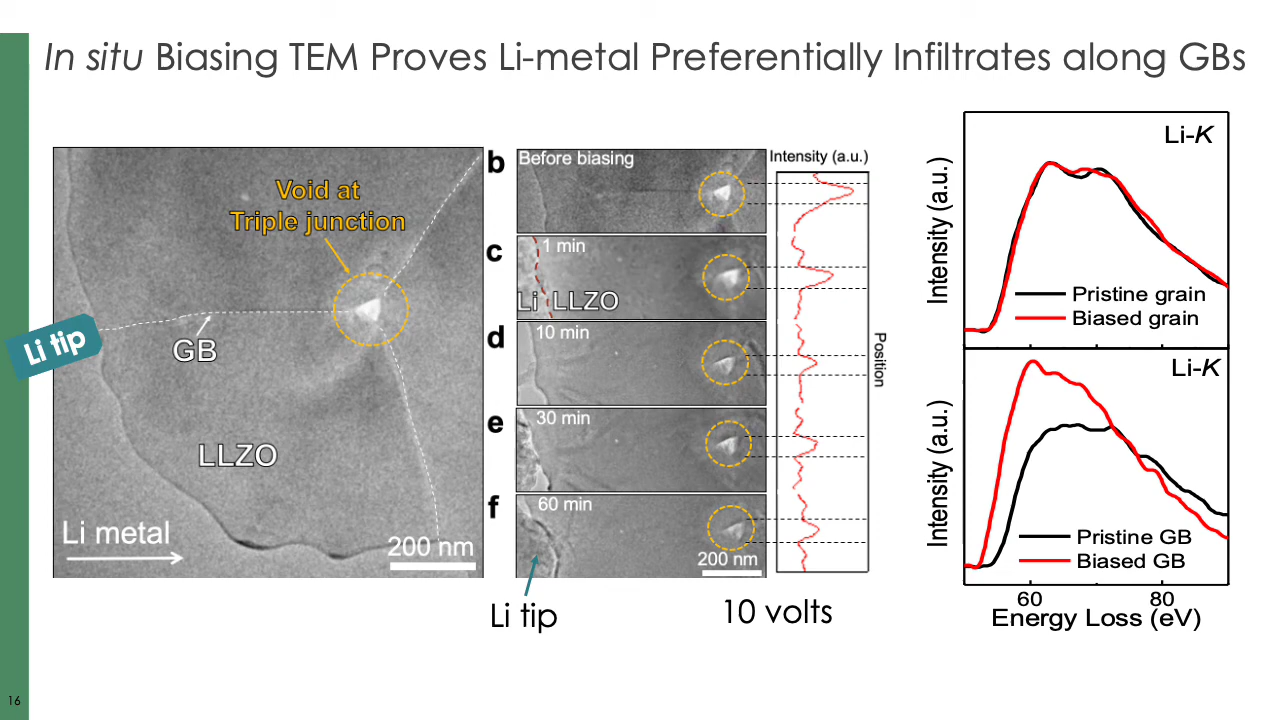 In situ Biasing TEM Proves Li-metal Preferentially Infiltrates along GBs
Void at
Triple junction
Li tip
GB
LLZO
Li metal
200 nm
b
Before biasing
c
1 min
Li
LLZO
d
10 min
e
30 min
f
60 min
200 nm
Li tip
10 volts
Intensity (a.u.)
Position
Li-K
Intensity (a.u.)
Pristine grain
Biased grain
Li-K
Intensity (a.u.)
Pristine GB
Biased GB
60
80
Energy Loss (eV)
16